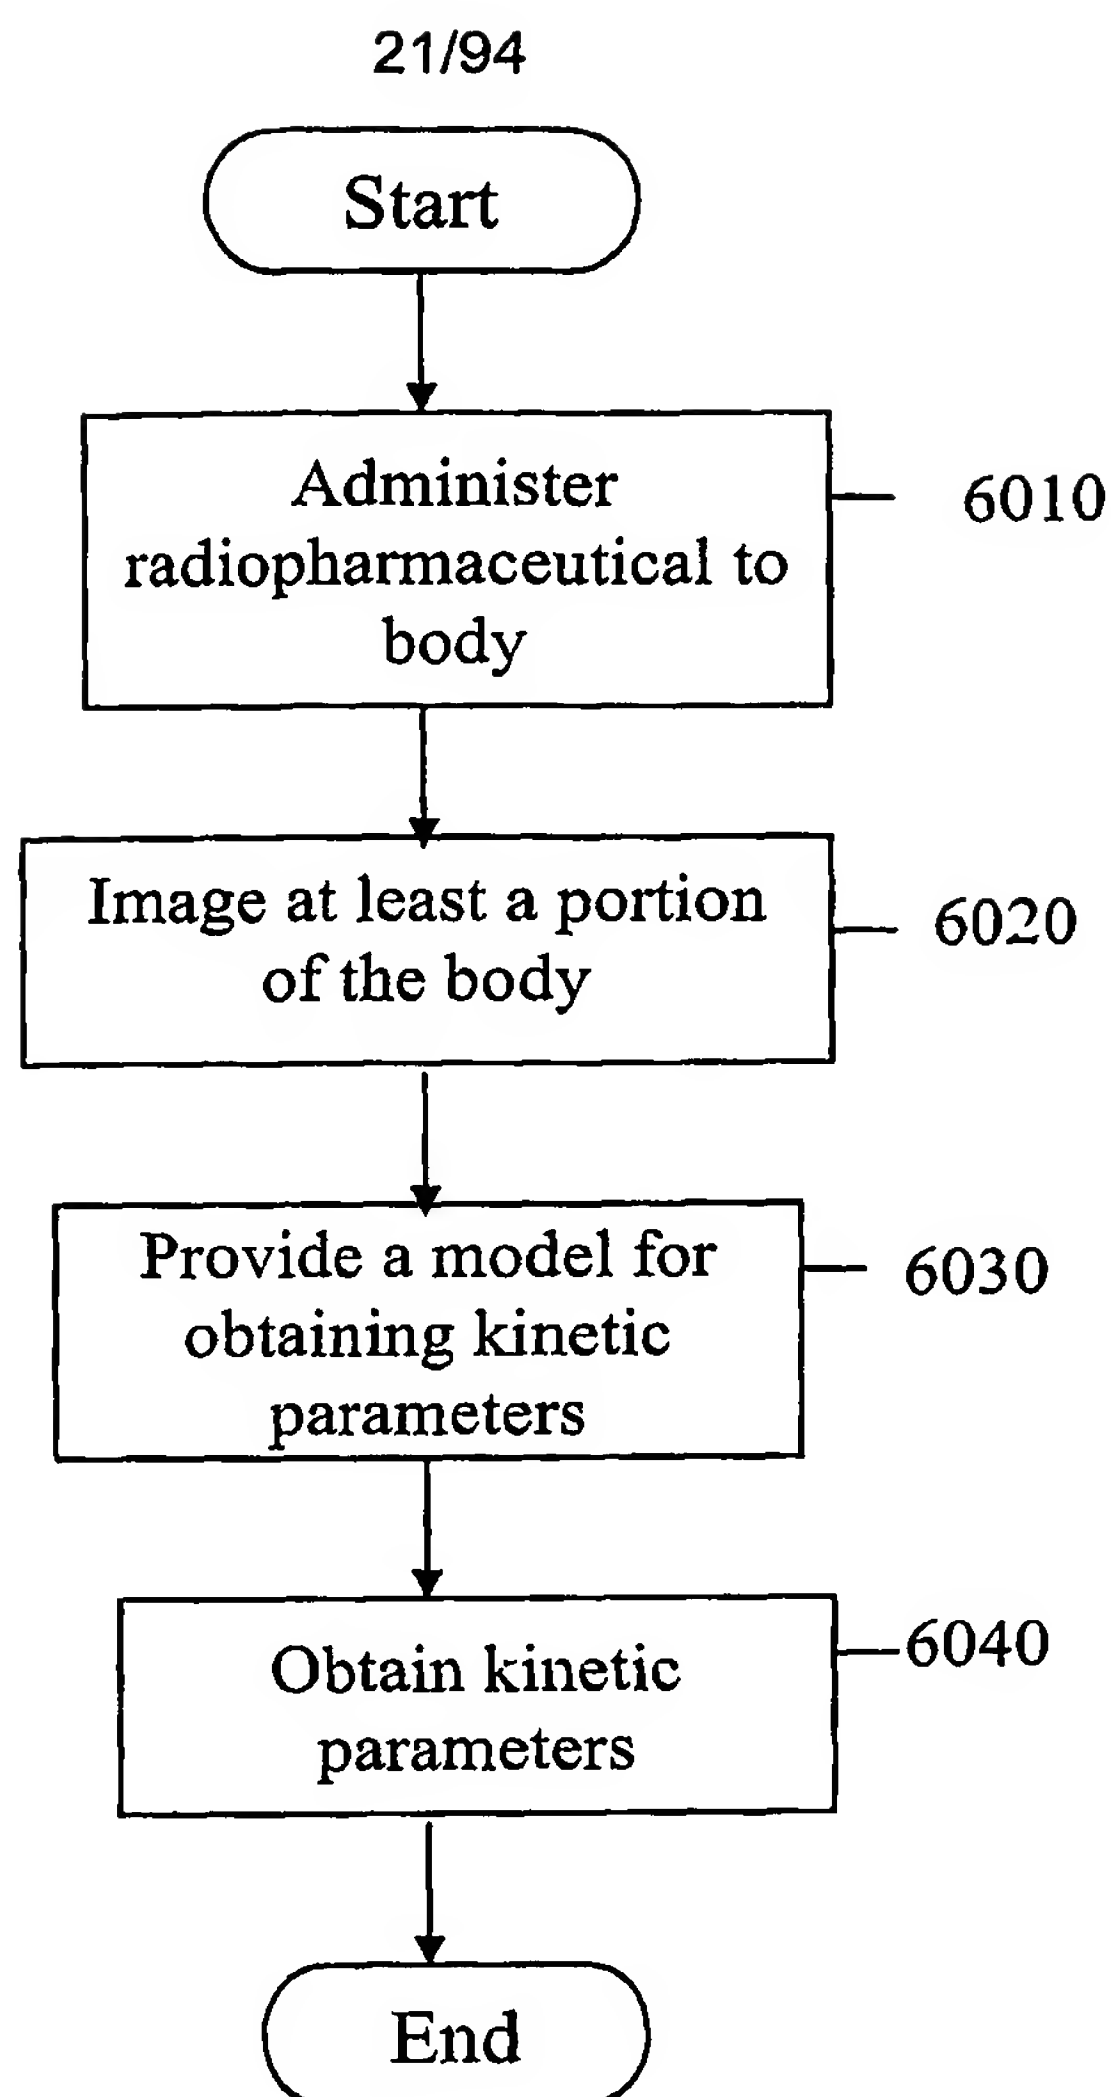 21/94
Start
Administer
radiopharmaceutical to
body
6010
Image at least a portion
of the body
6020
Provide a model for
obtaining kinetic
parameters
6030
Obtain kinetic
parameters
6040
End